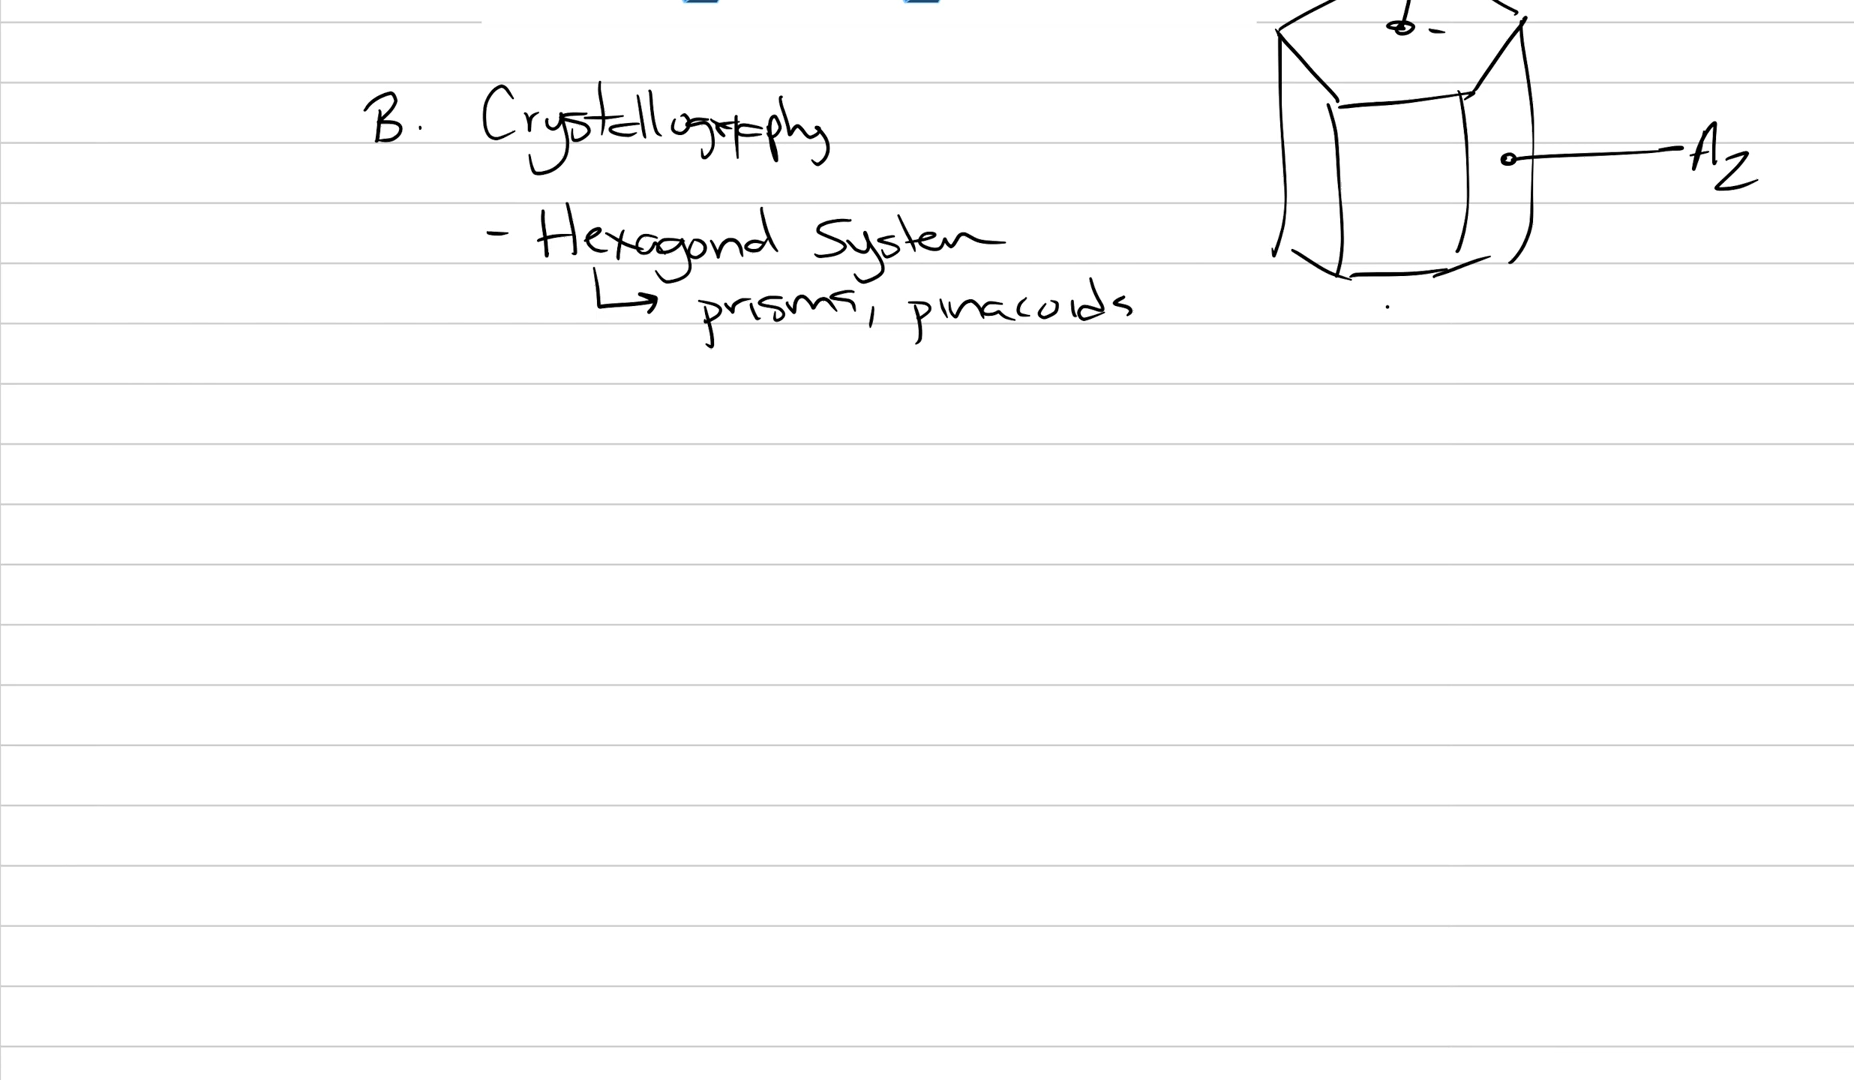 B. Crystallography
- Hexagonal System
↳ prisms, pinacoids
A2